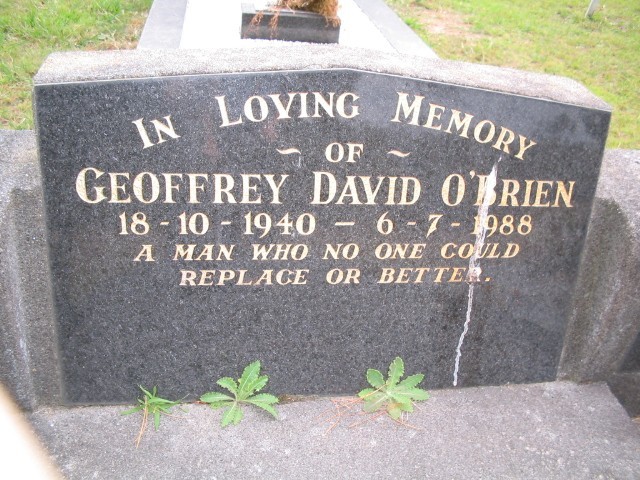 IN LOVING MEMORY
~ OF ~
GEOFFREY DAVID O'BRIEN
18-10-1940 - 6-7-1988
A MAN WHO NO ONE COULD
REPLACE OR BETTER.